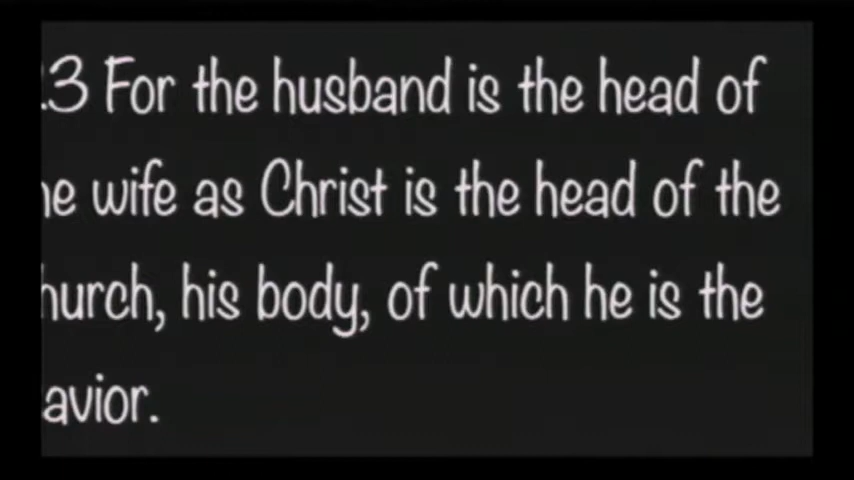 .3 For the husband is the head of
he wife as Christ is the head of the
hurch, his body, of which he is the
avior.